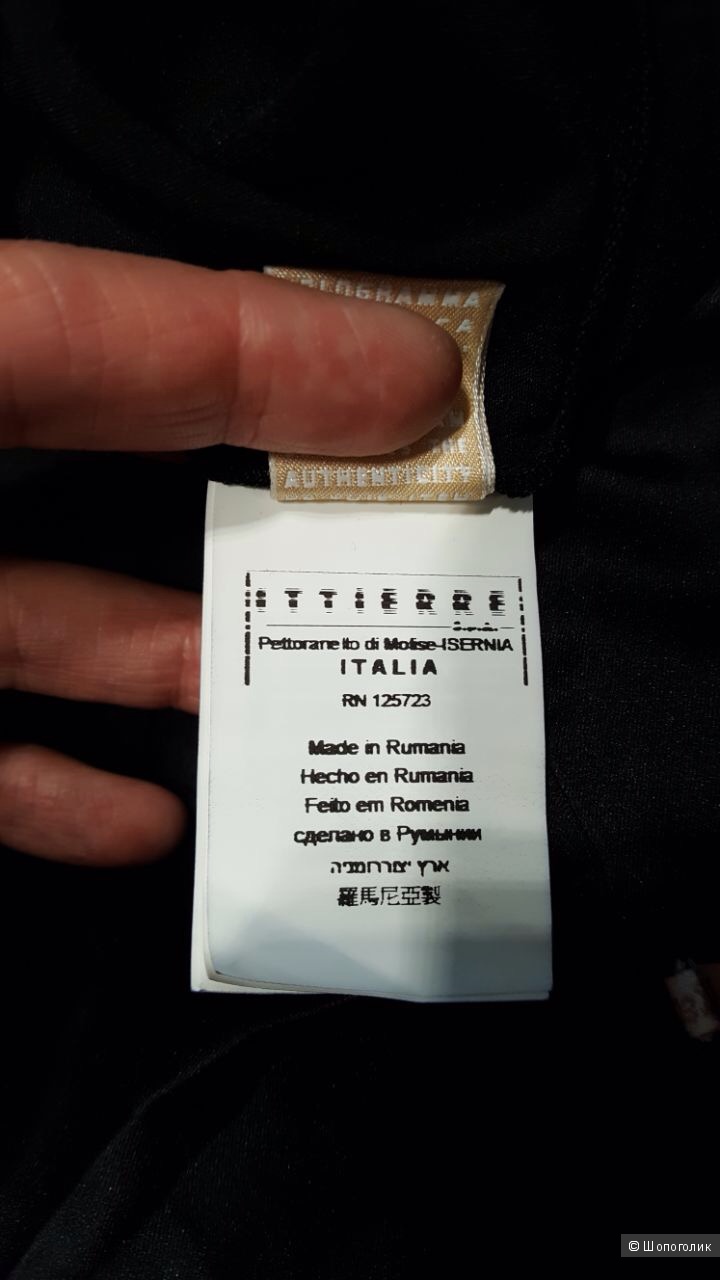 OLOGRAMMA
AUTHENTICITY
ITTIERRE
S.p.A.
Pettoranello di Molise-ISERNIA
ITALIA
RN 125723
Made in Rumania
Hecho en Rumania
Feito em Romenia
сделано в Румынии
ארץ יצור רומניה
羅馬尼亞製
© Шопоголик